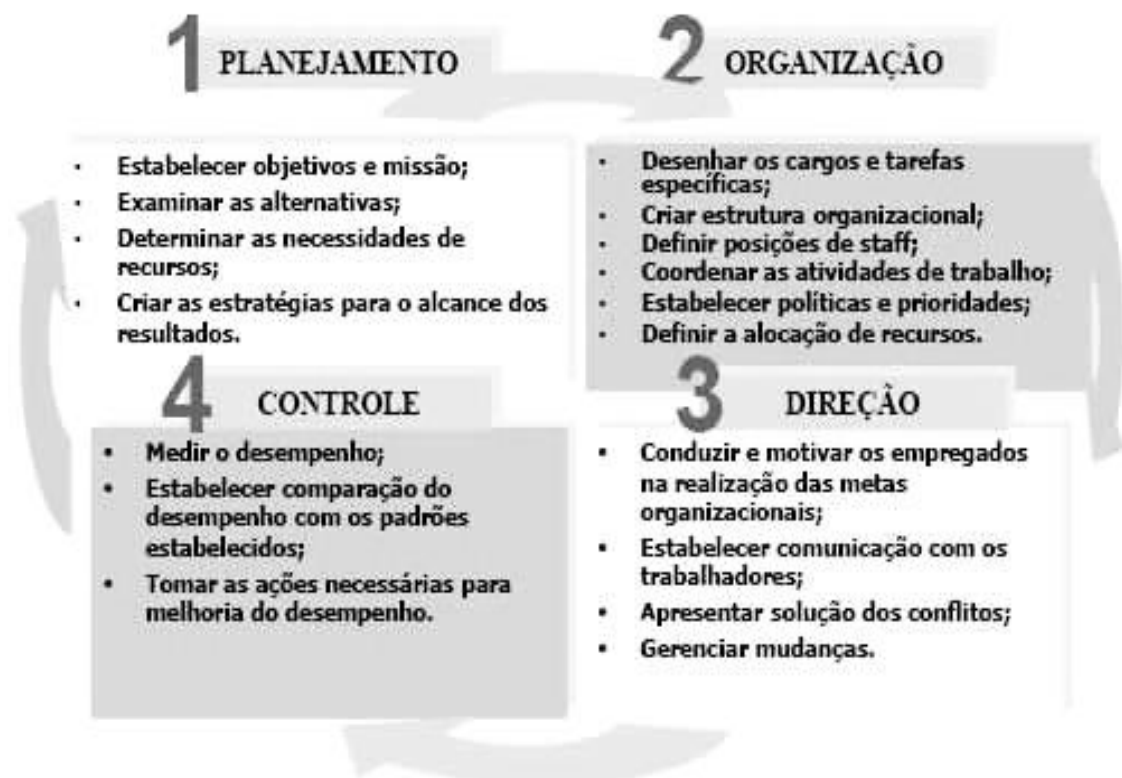 1 PLANEJAMENTO
· Estabelecer objetivos e missão;
· Examinar as alternativas;
· Determinar as necessidades de
recursos;
· Criar as estratégias para o alcance dos
resultados.
2 ORGANIZAÇÃO
· Desenhar os cargos e tarefas
específicas;
· Criar estrutura organizacional;
· Definir posições de staff;
· Coordenar as atividades de trabalho;
· Estabelecer políticas e prioridades;
· Definir a alocação de recursos.
3 DIREÇÃO
• Conduzir e motivar os empregados
na realização das metas
organizacionais;
• Estabelecer comunicação com os
trabalhadores;
• Apresentar solução dos conflitos;
• Gerenciar mudanças.
4 CONTROLE
• Medir o desempenho;
• Estabelecer comparação do
desempenho com os padrões
estabelecidos;
• Tomar as ações necessárias para
melhoria do desempenho.